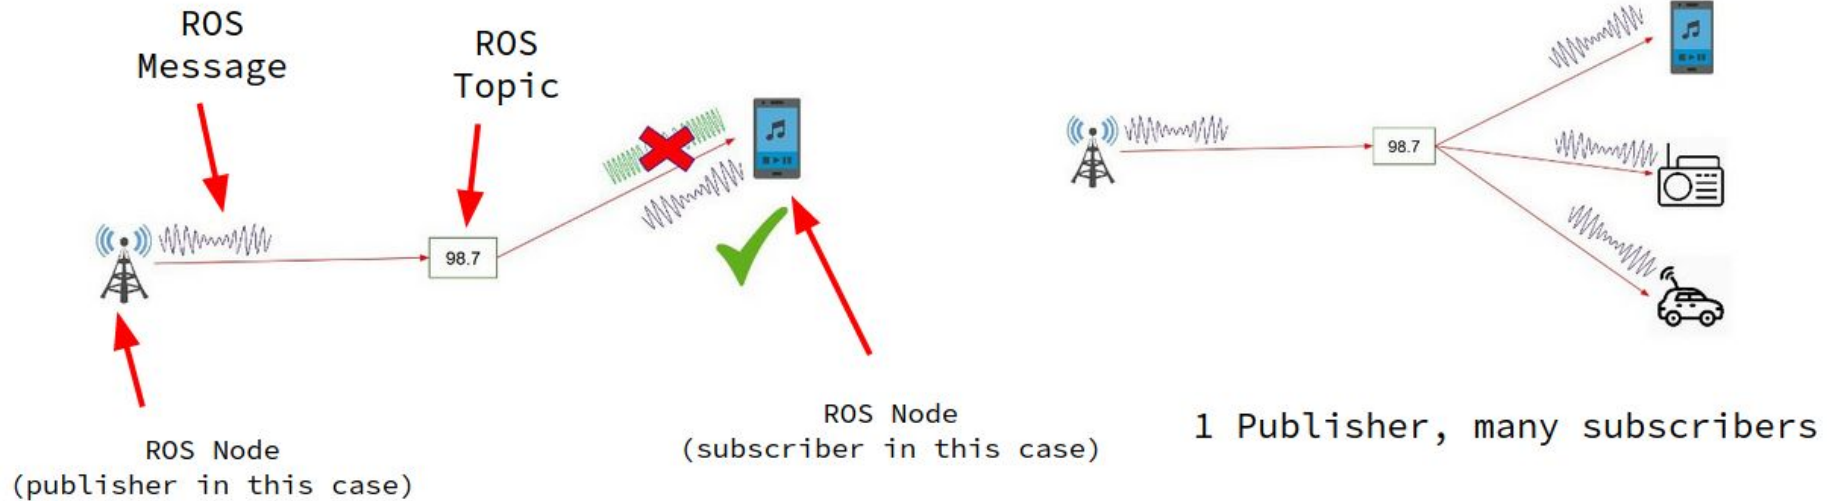 ROS
Message
ROS
Topic
98.7
ROS Node
(publisher in this case)
ROS Node
(subscriber in this case)
98.7
1 Publisher, many subscribers